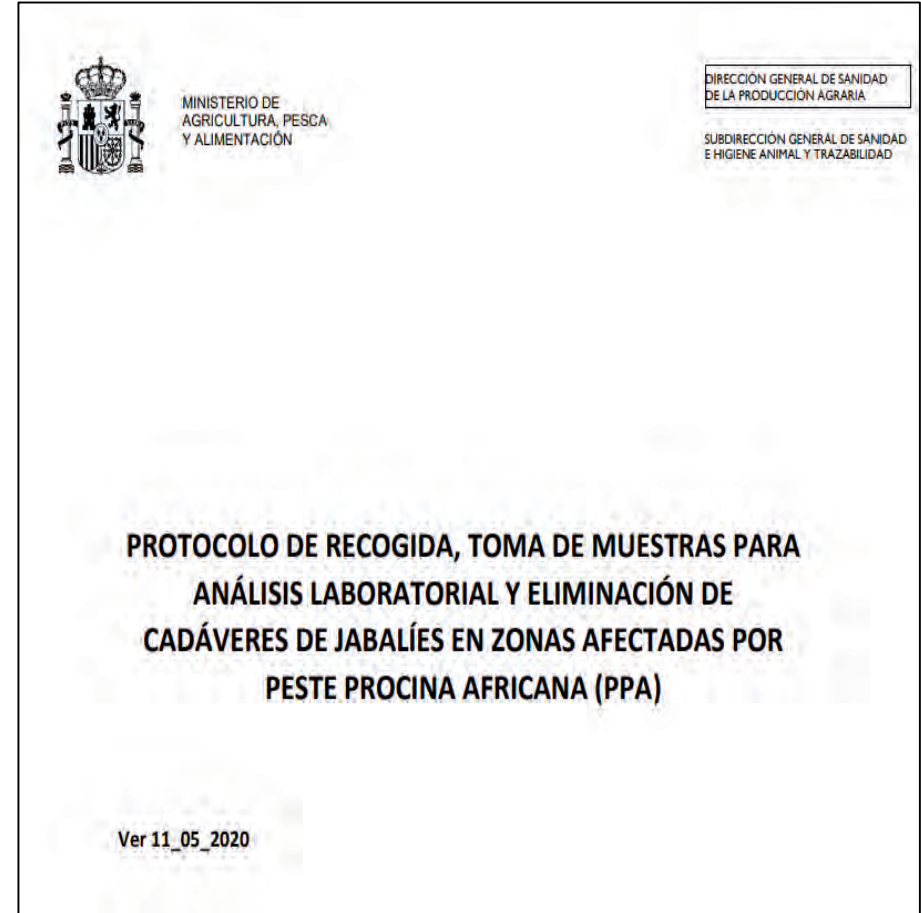 MINISTERIO DE
AGRICULTURA, PESCA
Y ALIMENTACIÓN
DIRECCIÓN GENERAL DE SANIDAD
DE LA PRODUCCIÓN AGRARIA
SUBDIRECCIÓN GENERAL DE SANIDAD
E HIGIENE ANIMAL Y TRAZABILIDAD
PROTOCOLO DE RECOGIDA, TOMA DE MUESTRAS PARA
ANÁLISIS LABORATORIAL Y ELIMINACIÓN DE
CADÁVERES DE JABALÍES EN ZONAS AFECTADAS POR
PESTE PROCINA AFRICANA (PPA)
Ver 11_05_2020